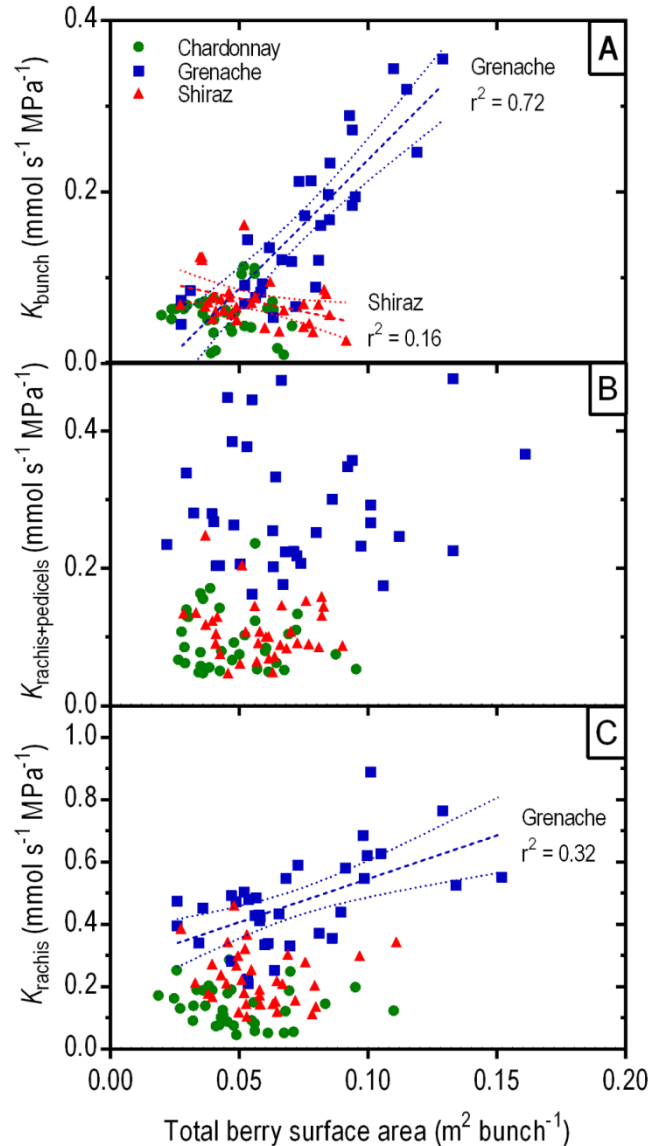 0.4
Chardonnay
Grenache
Shiraz
A
Grenache
r² = 0.72
0.2
Shiraz
r² = 0.16
0.0
K_bunch (mmol s⁻¹ MPa⁻¹)
B
0.4
0.2
0.0
K_rachis+pedicels (mmol s⁻¹ MPa⁻¹)
C
1.0
0.8
Grenache
r² = 0.32
0.6
0.4
0.2
0.0
K_rachis (mmol s⁻¹ MPa⁻¹)
0.00 0.05 0.10 0.15 0.20
Total berry surface area (m² bunch⁻¹)